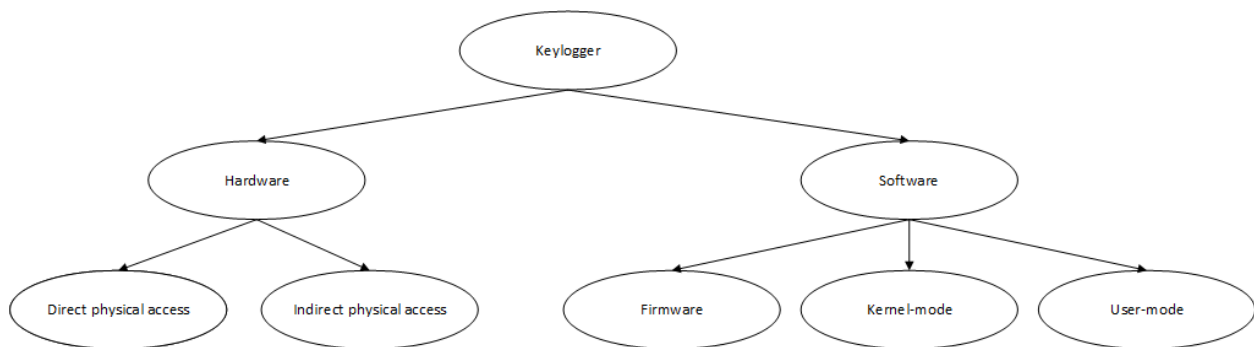 Keylogger
Hardware
Software
Direct physical access
Indirect physical access
Firmware
Kernel-mode
User-mode